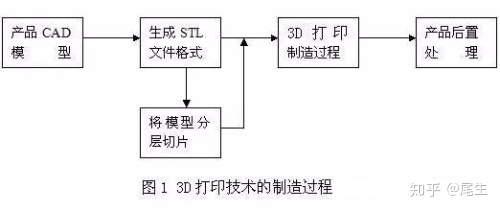 产品 CAD
模型
生成 STL
文件格式
3D 打印
制造过程
产品后置
处理
将模型分
层切片
图 1 3D 打印技术的制造过程
知乎 @尾生